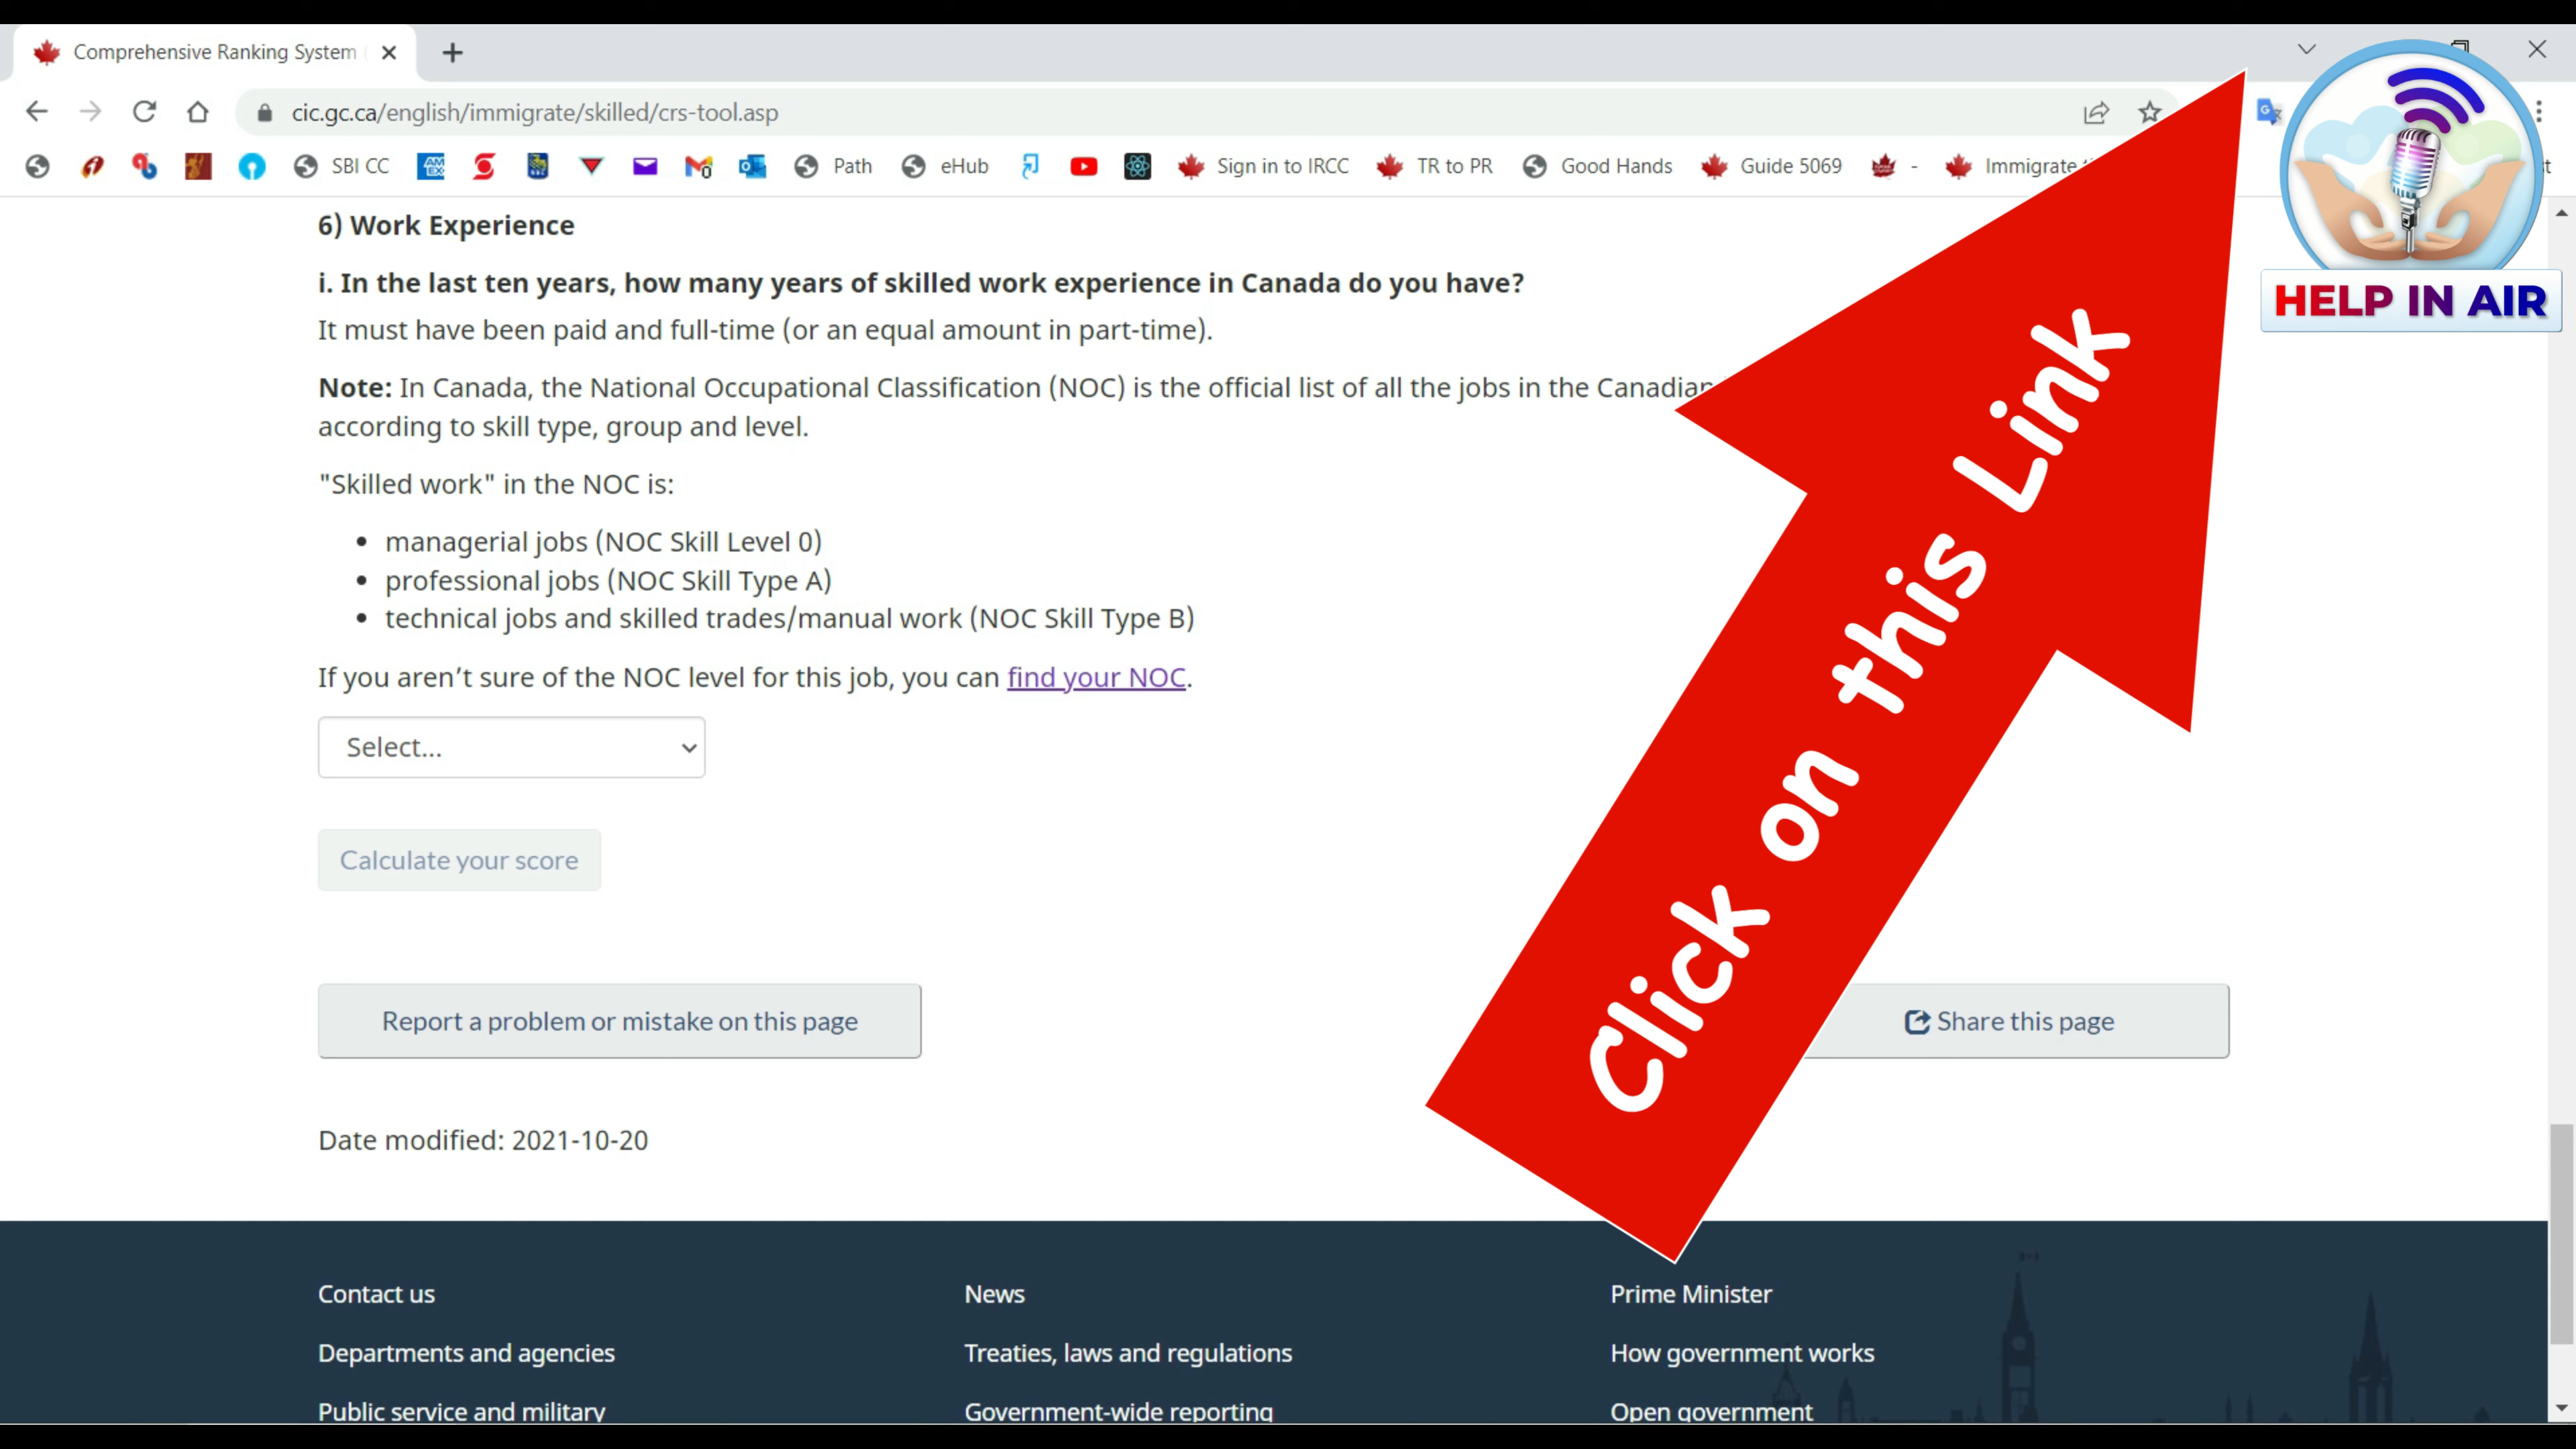 Comprehensive Ranking System
cic.gc.ca/english/immigrate/skilled/crs-tool.asp
SBI CC
AM
EX
Path
eHub
Sign in to IRCC
TR to PR
Good Hands
Guide 5069
-
Immigrate
HELP IN AIR
6) Work Experience
i. In the last ten years, how many years of skilled work experience in Canada do you have?
It must have been paid and full-time (or an equal amount in part-time).
Note: In Canada, the National Occupational Classification (NOC) is the official list of all the jobs in the Canadian
according to skill type, group and level.
"Skilled work" in the NOC is:
• managerial jobs (NOC Skill Level 0)
• professional jobs (NOC Skill Type A)
• technical jobs and skilled trades/manual work (NOC Skill Type B)
If you aren’t sure of the NOC level for this job, you can find your NOC.
Select...
Calculate your score
Click on this Link
Report a problem or mistake on this page
Share this page
Date modified: 2021-10-20
Contact us
News
Prime Minister
Departments and agencies
Treaties, laws and regulations
How government works
Public service and military
Government-wide reporting
Open government